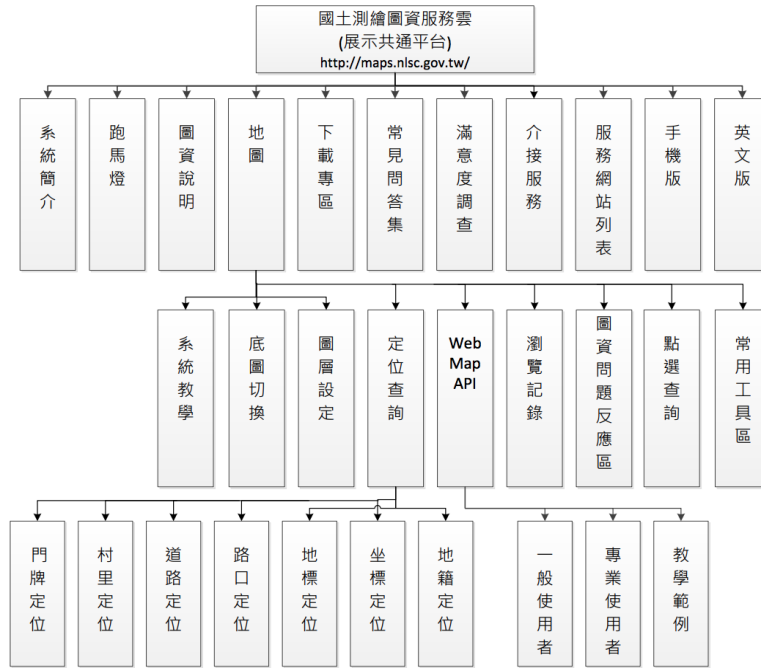 國土測繪圖資服務雲
(展示共通平台)
http://maps.nlsc.gov.tw/
系統簡介
跑馬燈
圖資說明
地圖
下載專區
常見問答集
滿意度調查
介接服務
服務網站列表
手機版
英文版
系統教學
底圖切換
圖層設定
定位查詢
Web
Map
API
瀏覽記錄
圖資問題反應區
點選查詢
常用工具區
門牌定位
村里定位
道路定位
路口定位
地標定位
坐標定位
地籍定位
一般使用者
專業使用者
教學範例